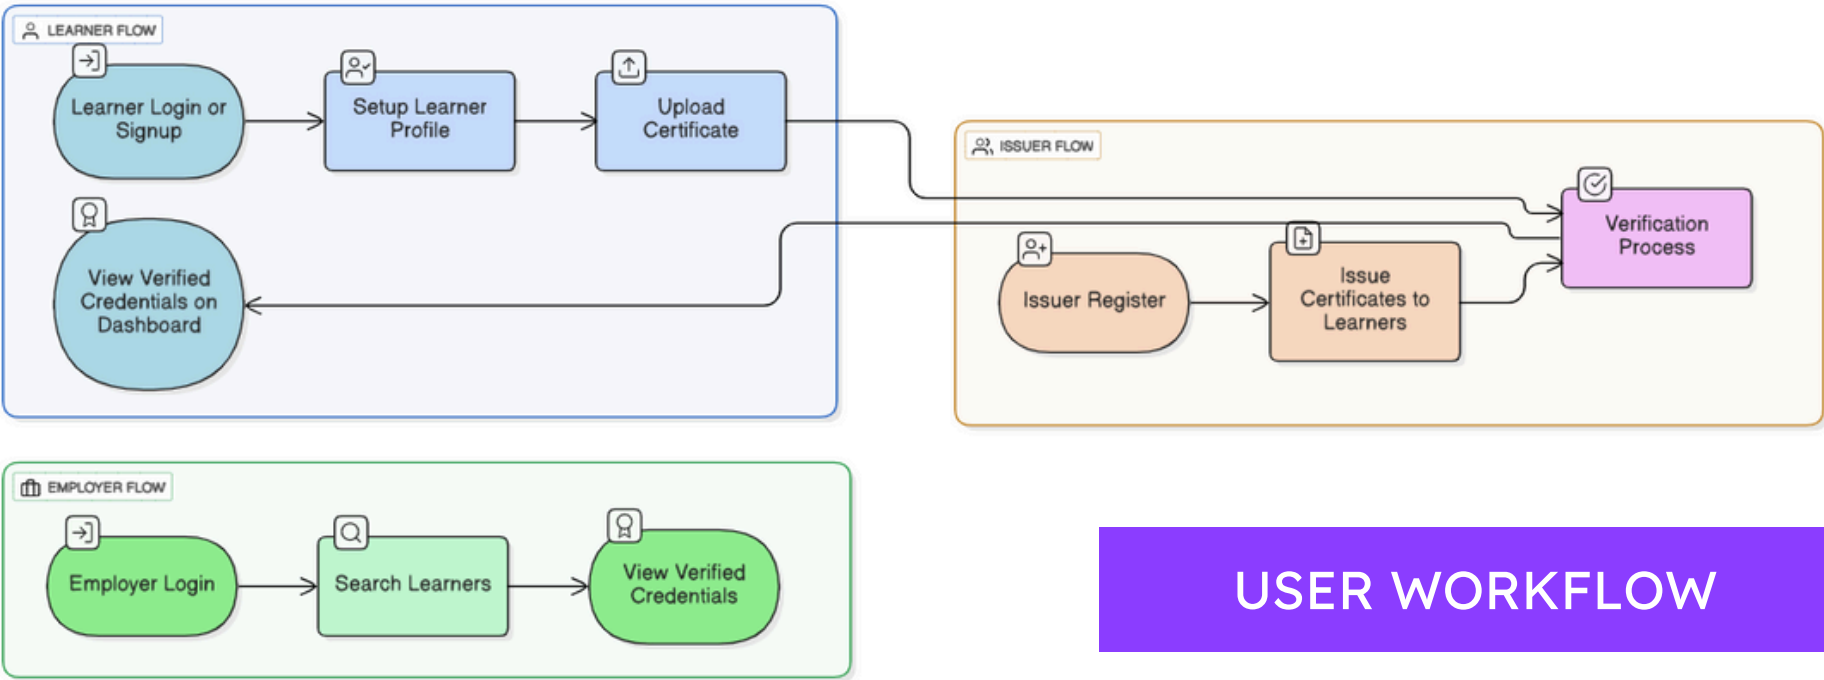 LEARNER FLOW
Learner Login or
Signup
Setup Learner
Profile
Upload
Certificate
View Verified
Credentials on
Dashboard
ISSUER FLOW
Issuer Register
Issue
Certificates to
Learners
Verification
Process
EMPLOYER FLOW
Employer Login
Search Learners
View Verified
Credentials
USER WORKFLOW